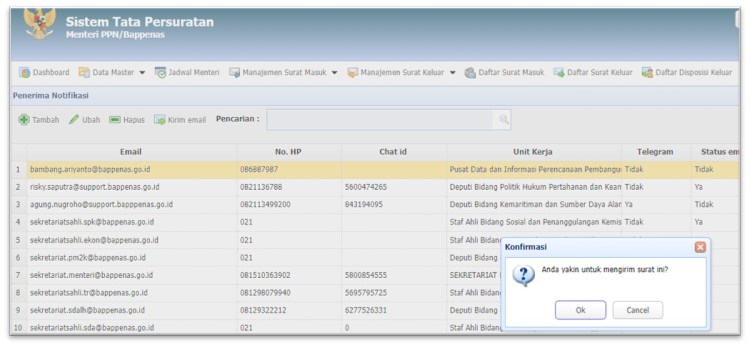 Sistem Tata Persuratan
Menteri PPN/Bappenas
Dashboard Data Master Jadwal Menteri Manajemen Surat Masuk Manajemen Surat Keluar Daftar Surat Masuk Daftar Surat Keluar Daftar Disposisi Keluar
Penerima Notifikasi
Tambah Ubah Hapus Kirim email Pencarian :
Email No. HP Chat id Unit Kerja Telegram Status em
1 bambang.ariyanto@bappenas.go.id 086887987 Pusat Data dan Informasi Perencanaan Pembangu Tidak Tidak
2 risky.saputra@support.bappenas.go.id 0821136788 5600474265 Deputi Bidang Politik Hukum Pertahanan dan Kean Tidak Ya
3 agung.nugroho@support.bapppenas.go.id 082113499200 843194095 Deputi Bidang Kemaritiman dan Sumber Daya Alar Ya Tidak
4 sekretariatsahli.spk@bappenas.go.id 021 Staf Ahli Bidang Sosial dan Penanggulangan Kemis Tidak Ya
5 sekretariatsahli.ekon@bappenas.go.id 021 Staf Ahli Bidang
6 sekretariat.pm2k@bappenas.go.id 021 Deputi Bidang
7 sekretariat.menteri@bappenas.go.id 081510363902 5800854555 SEKRETARIAT
8 sekretariatsahli.tr@bappenas.go.id 081298079940 5695795725 Staf Ahli Bidang
9 sekretariat.sdalh@bappenas.go.id 08129322212 6277526331 Deputi Bidang
10 sekretariatsahli.sda@bappenas.go.id 021 0 Staf Ahli Bidang
Konfirmasi
Anda yakin untuk mengirim surat ini?
Ok Cancel